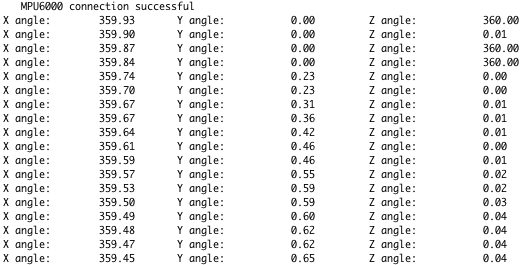 MPU6000 connection successful
X angle: 359.93 Y angle: 0.00 Z angle: 360.00
X angle: 359.90 Y angle: 0.00 Z angle: 0.01
X angle: 359.87 Y angle: 0.00 Z angle: 360.00
X angle: 359.84 Y angle: 0.00 Z angle: 360.00
X angle: 359.74 Y angle: 0.23 Z angle: 0.00
X angle: 359.70 Y angle: 0.23 Z angle: 0.00
X angle: 359.67 Y angle: 0.31 Z angle: 0.01
X angle: 359.67 Y angle: 0.36 Z angle: 0.01
X angle: 359.64 Y angle: 0.42 Z angle: 0.01
X angle: 359.61 Y angle: 0.46 Z angle: 0.00
X angle: 359.59 Y angle: 0.46 Z angle: 0.01
X angle: 359.57 Y angle: 0.55 Z angle: 0.02
X angle: 359.53 Y angle: 0.59 Z angle: 0.02
X angle: 359.50 Y angle: 0.59 Z angle: 0.03
X angle: 359.49 Y angle: 0.60 Z angle: 0.04
X angle: 359.48 Y angle: 0.62 Z angle: 0.04
X angle: 359.47 Y angle: 0.62 Z angle: 0.04
X angle: 359.45 Y angle: 0.65 Z angle: 0.04